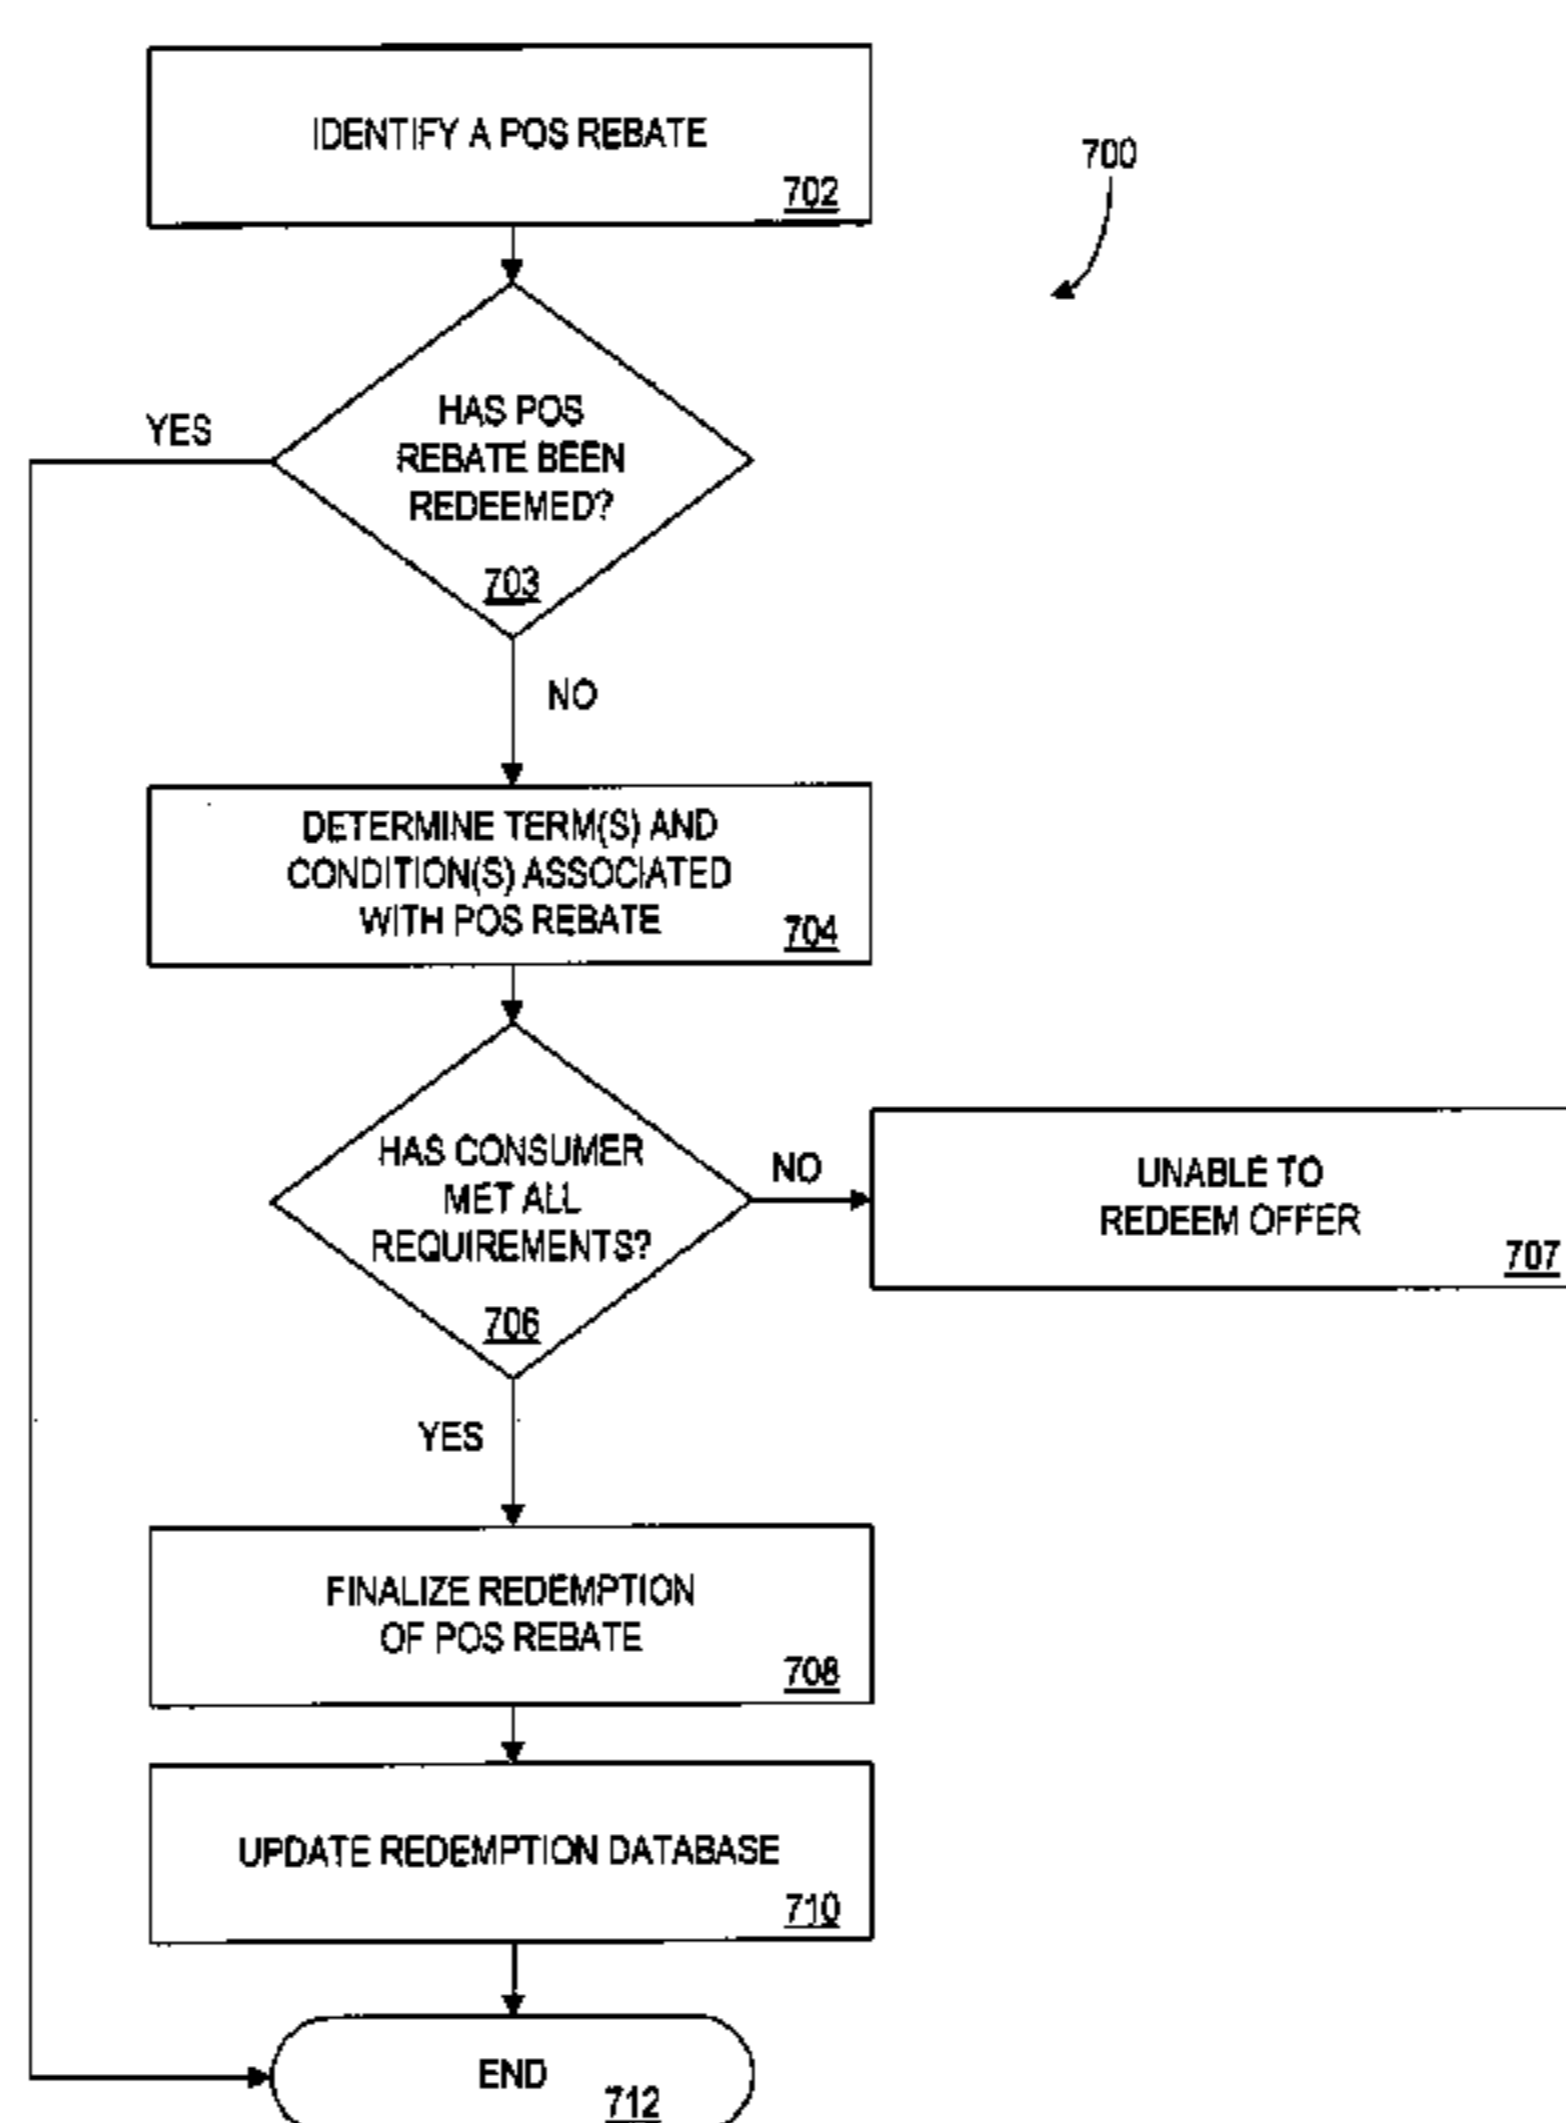 IDENTIFY A POS REBATE
702
700
HAS POS
REBATE BEEN
REDEEMED?
703
YES
NO
DETERMINE TERM(S) AND
CONDITION(S) ASSOCIATED
WITH POS REBATE
704
HAS CONSUMER
MET ALL
REQUIREMENTS?
706
NO
UNABLE TO
REDEEM OFFER
707
YES
FINALIZE REDEMPTION
OF POS REBATE
708
UPDATE REDEMPTION DATABASE
710
END
712